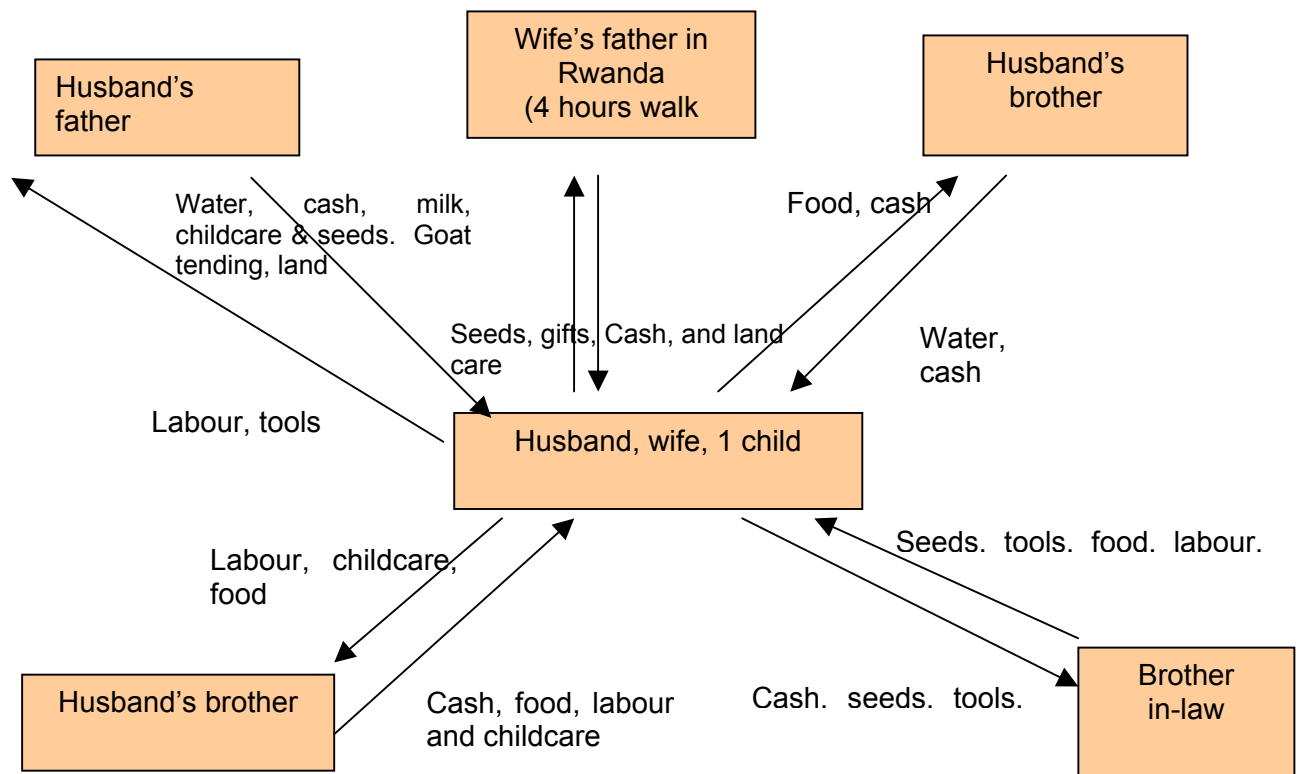 Husband’s
father
Wife’s father in
Rwanda
(4 hours walk
Husband’s
brother
Water, cash, milk,
childcare & seeds. Goat
tending, land
Food, cash
Seeds, gifts, Cash, and land
care
Water,
cash
Labour, tools
Husband, wife, 1 child
Labour, childcare,
food
Seeds. tools. food. labour.
Husband’s brother
Cash, food, labour
and childcare
Cash. seeds. tools.
Brother
in-law